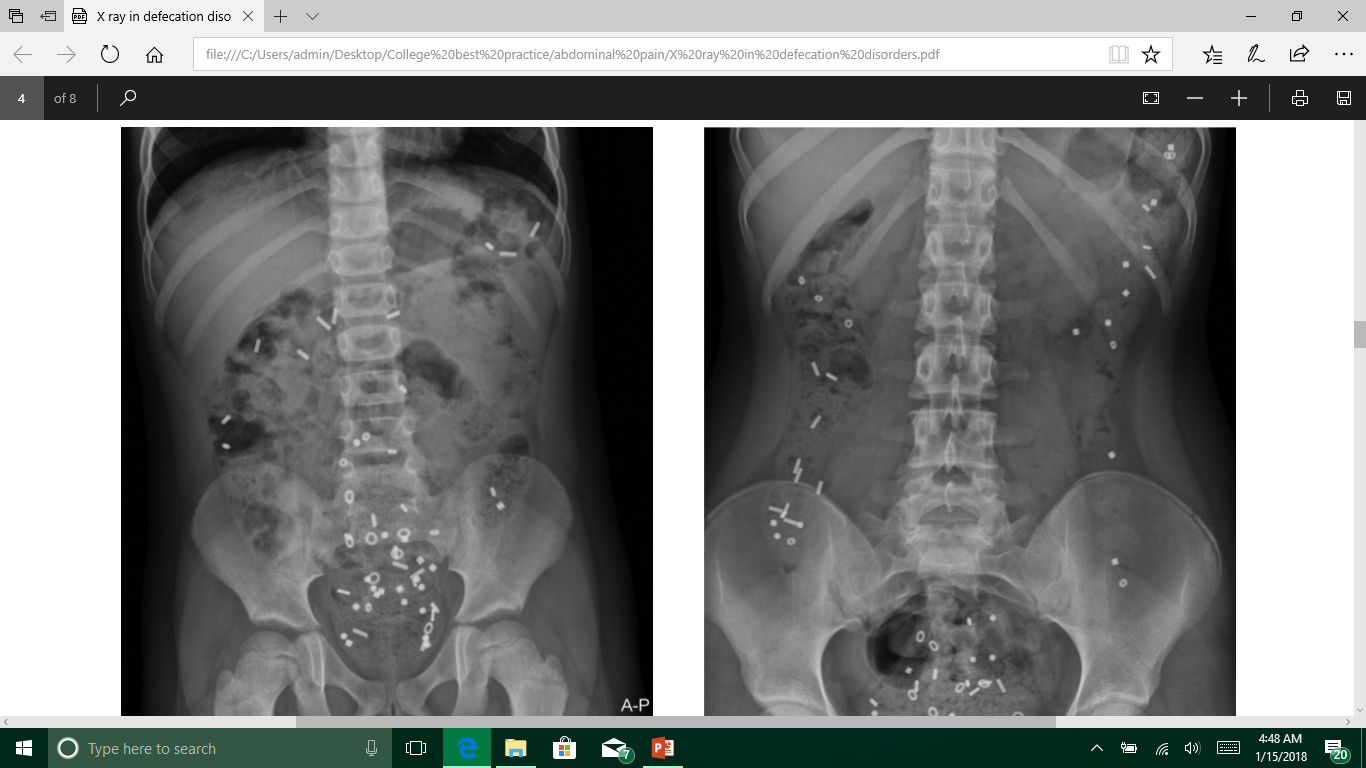 X ray in defecation diso
file:///C:/Users/admin/Desktop/College%20best%20practice/abdominal%20pain/X%20ray%20in%20defecation%20disorders.pdf
4 of 8
A-P
Type here to search
7
4:48 AM
1/15/2018
20